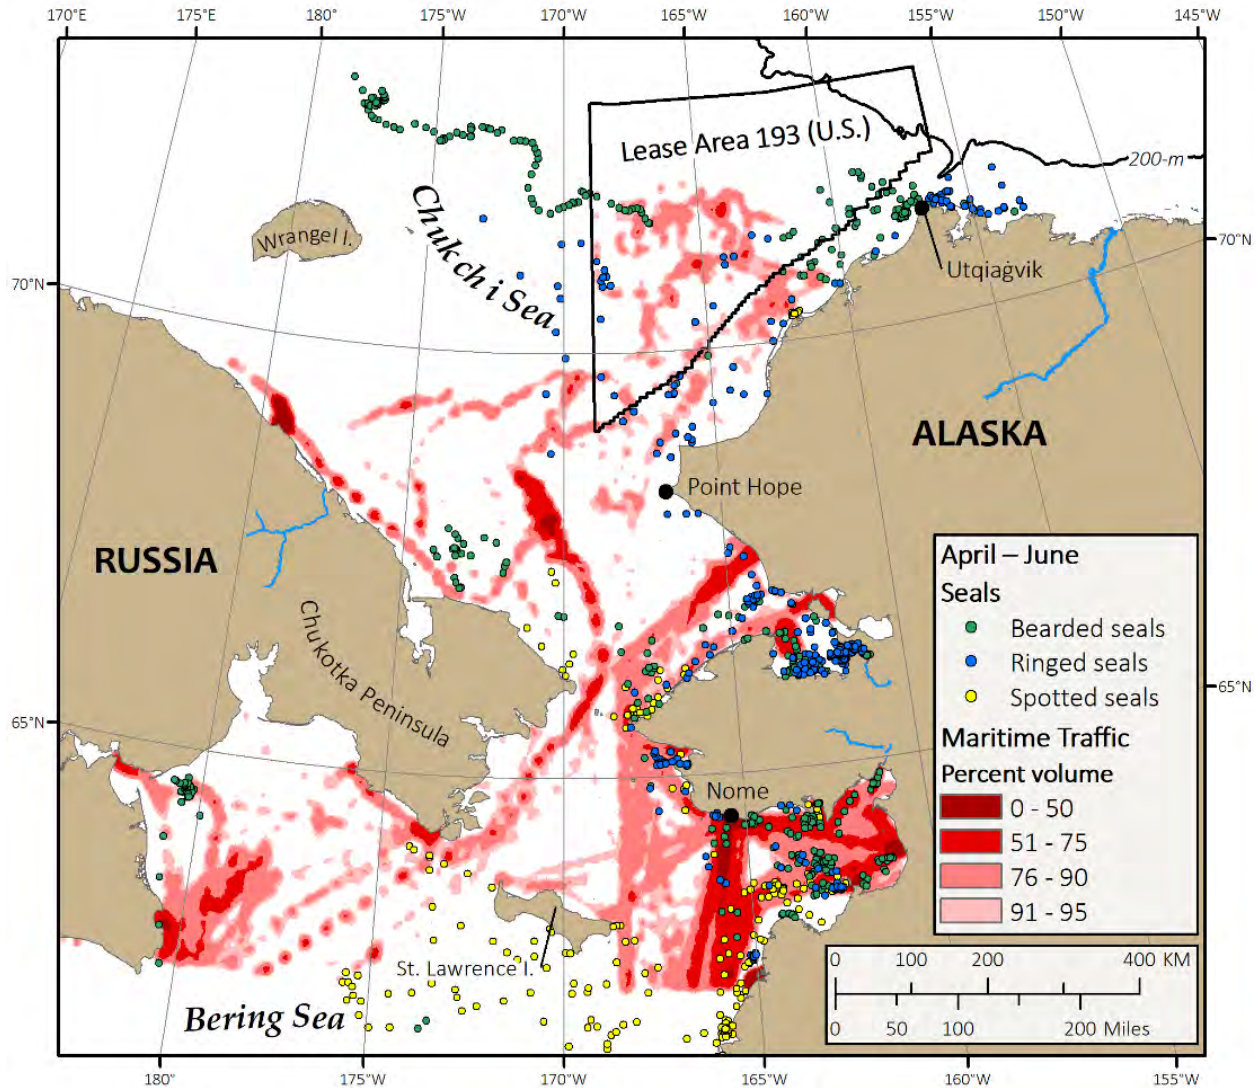 170°E 175°E 180° 175°W 170°W 165°W 160°W 155°W 150°W 145°W
Lease Area 193 (U.S.)
200-m
Chukchi Sea
Wrangel I.
70°N
70°N
Utqiaġvik
ALASKA
Point Hope
RUSSIA
Chukotka Peninsula
65°N
65°N
Nome
St. Lawrence I.
Bering Sea
April – June
Seals
Bearded seals
Ringed seals
Spotted seals
Maritime Traffic
Percent volume
0 - 50
51 - 75
76 - 90
91 - 95
0 100 200 400 KM
0 50 100 200 Miles
180° 175°W 170°W 165°W 160°W 155°W